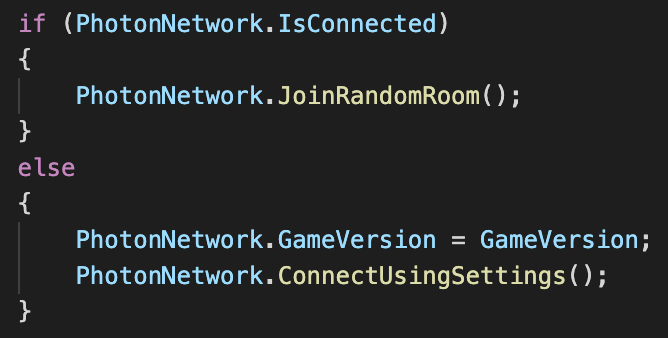 if (PhotonNetwork.IsConnected)
{
    PhotonNetwork.JoinRandomRoom();
}
else
{
    PhotonNetwork.GameVersion = GameVersion;
    PhotonNetwork.ConnectUsingSettings();
}